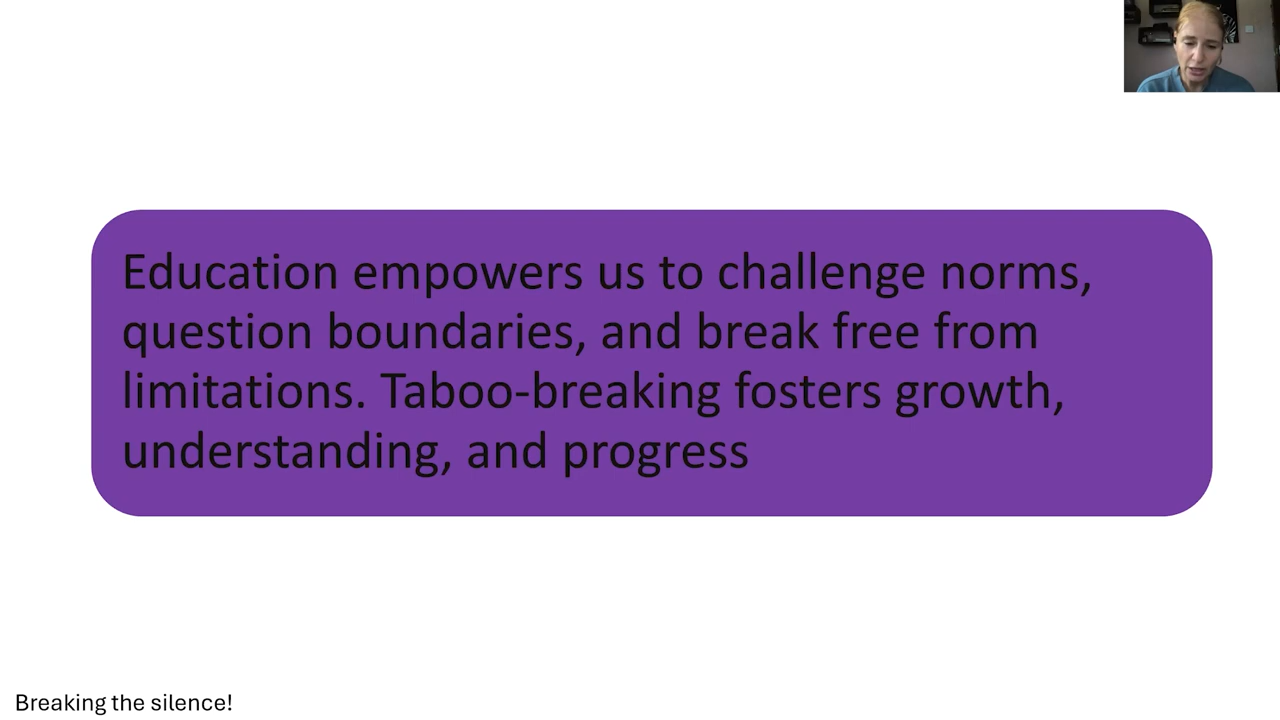 Education empowers us to challenge norms,
question boundaries, and break free from
limitations. Taboo-breaking fosters growth,
understanding, and progress
Breaking the silence!